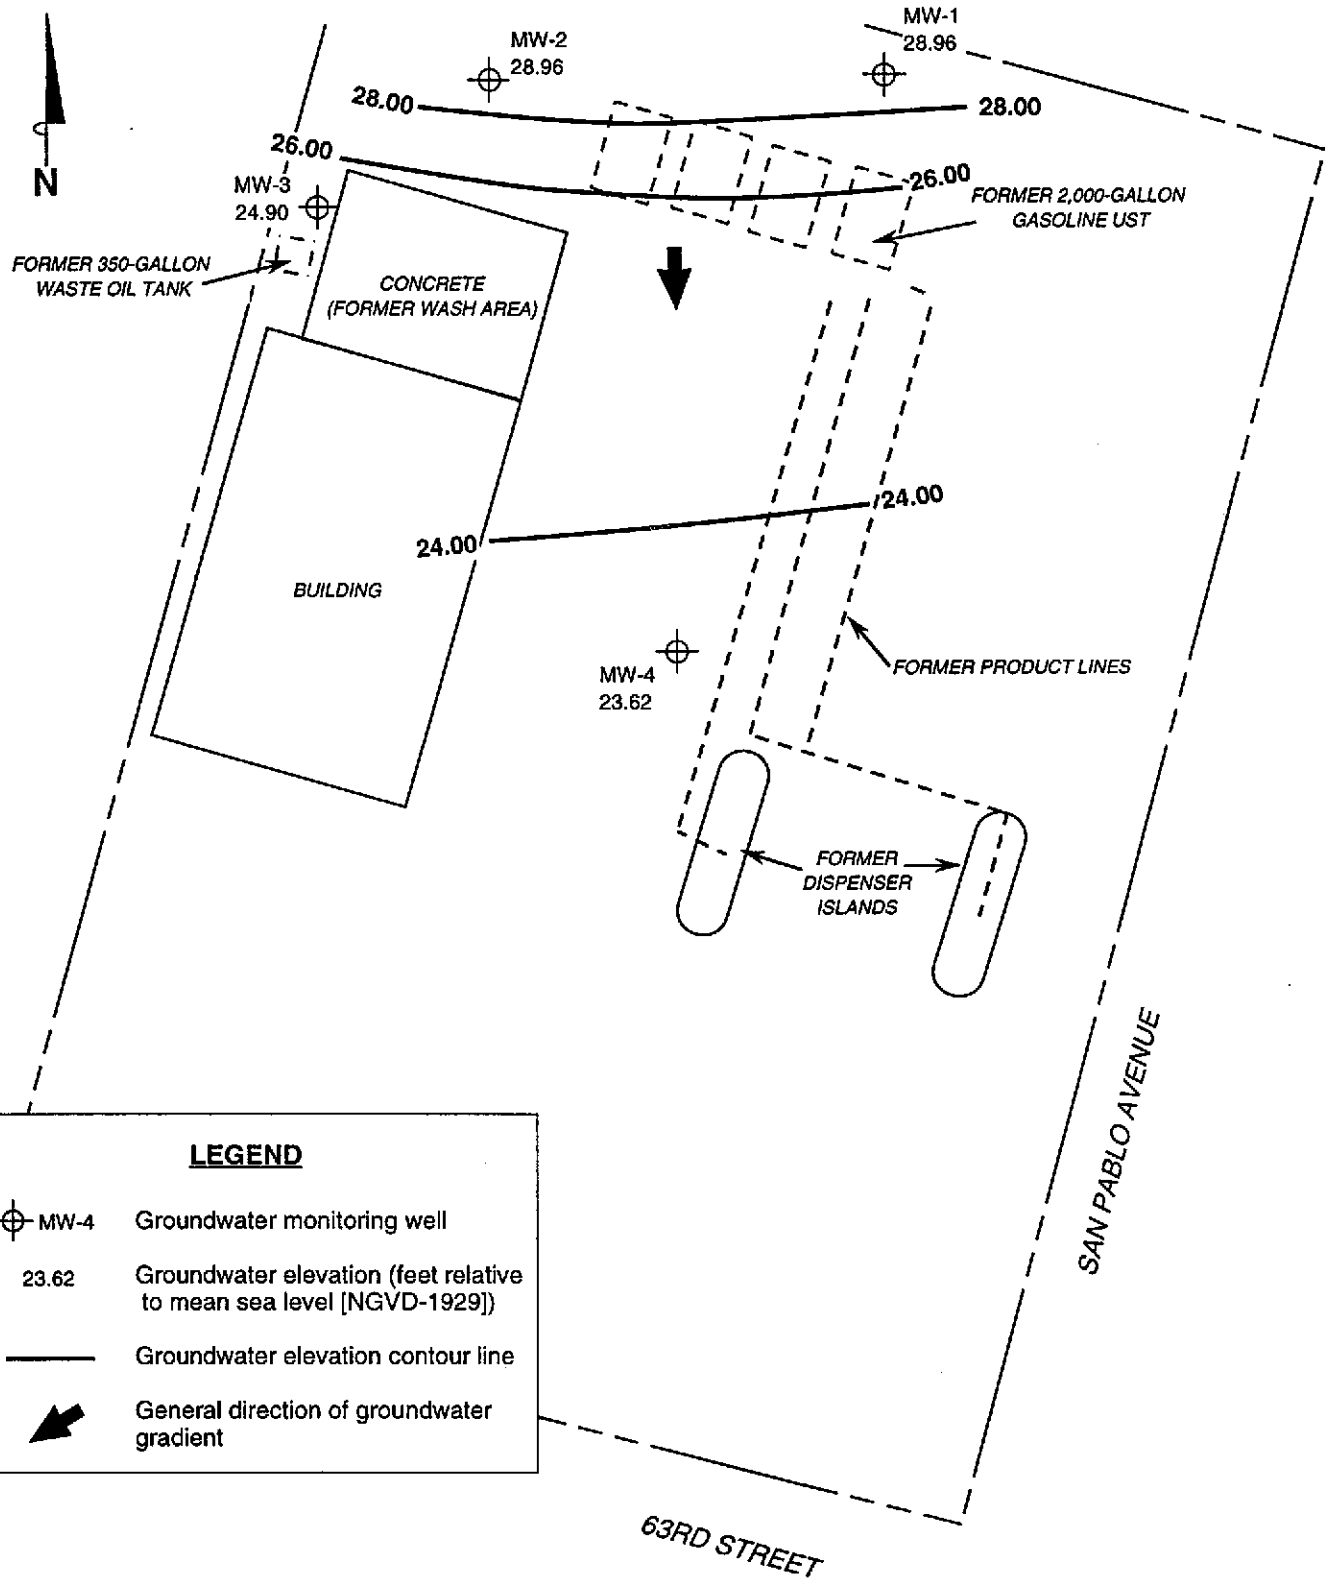 MW-1
28.96
MW-2
28.96
28.00
28.00
26.00
26.00
N
MW-3
24.90
FORMER 2,000-GALLON
GASOLINE UST
FORMER 350-GALLON
WASTE OIL TANK
CONCRETE
(FORMER WASH AREA)
24.00
24.00
BUILDING
MW-4
23.62
FORMER PRODUCT LINES
FORMER
DISPENSER
ISLANDS
SAN PABLO AVENUE
LEGEND
MW-4 Groundwater monitoring well
23.62 Groundwater elevation (feet relative
to mean sea level [NGVD-1929])
Groundwater elevation contour line
General direction of groundwater
gradient
63RD STREET